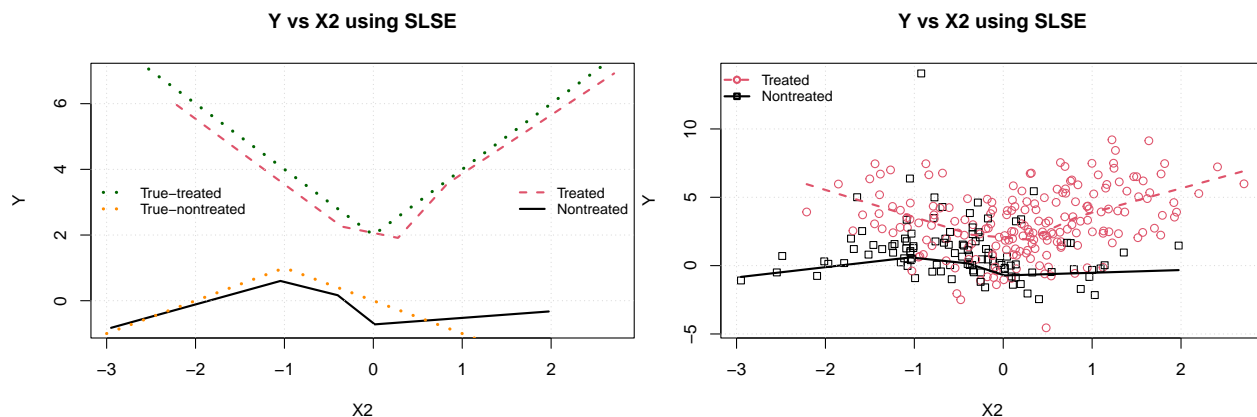 Y vs X2 using SLSE
6
4
2
0
Y
True−treated
True−nontreated
Treated
Nontreated
−3
−2
−1
0
1
2
X2
Y vs X2 using SLSE
10
5
0
−5
Y
Treated
Nontreated
−3
−2
−1
0
1
2
X2